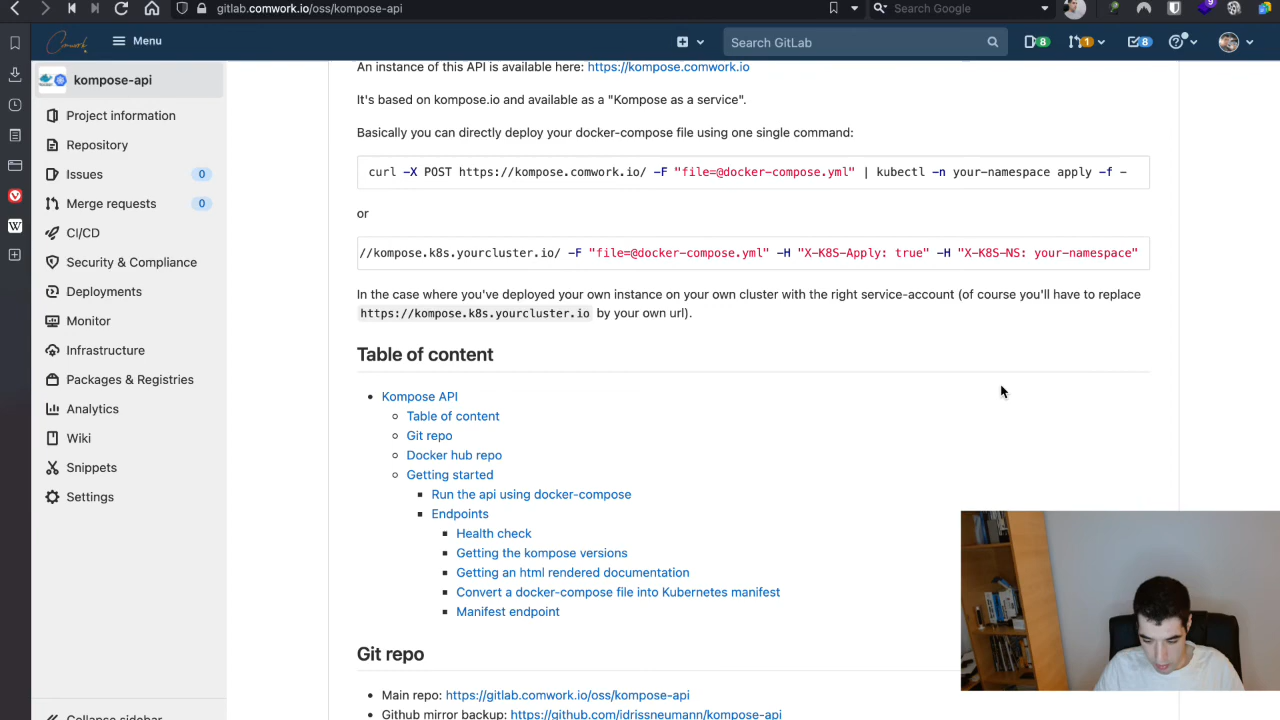 gitlab.comwork.io/oss/kompose-api
Search Google
9
Comwork
Menu
Search GitLab
8
1
8
kompose-api
Project information
Repository
Issues
0
Merge requests
0
CI/CD
Security & Compliance
Deployments
Monitor
Infrastructure
Packages & Registries
Analytics
Wiki
Snippets
Settings
Collapse sidebar
An instance of this API is available here: https://kompose.comwork.io
It's based on kompose.io and available as a "Kompose as a service".
Basically you can directly deploy your docker-compose file using one single command:
curl -X POST https://kompose.comwork.io/ -F "file=@docker-compose.yml" | kubectl -n your-namespace apply -f -
or
//kompose.k8s.yourcluster.io/ -F "file=@docker-compose.yml" -H "X-K8S-Apply: true" -H "X-K8S-NS: your-namespace"
In the case where you've deployed your own instance on your own cluster with the right service-account (of course you'll have to replace
https://kompose.k8s.yourcluster.io by your own url).
Table of content
• Kompose API
◦ Table of content
◦ Git repo
◦ Docker hub repo
◦ Getting started
▪ Run the api using docker-compose
▪ Endpoints
▪ Health check
▪ Getting the kompose versions
▪ Getting an html rendered documentation
▪ Convert a docker-compose file into Kubernetes manifest
▪ Manifest endpoint
Git repo
• Main repo: https://gitlab.comwork.io/oss/kompose-api
• Github mirror backup: https://github.com/idrissneumann/kompose-api